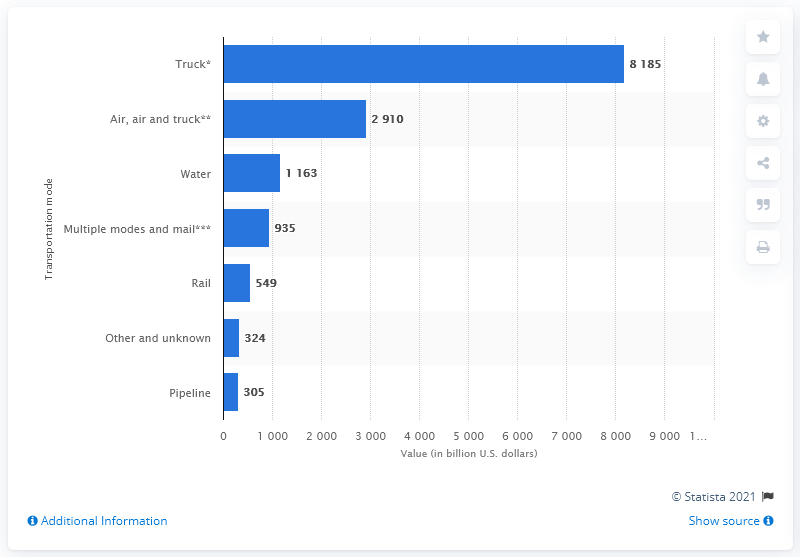 Transportation mode
Truck*
8 185
Air, air and truck**
2 910
Water
1 163
Multiple modes and mail***
935
Rail
549
Other and unknown
324
Pipeline
305
0 1 000 2 000 3 000 4 000 5 000 6 000 7 000 8 000 9 000 1...
Value (in billion U.S. dollars)
© Statista 2021
Additional Information
Show source